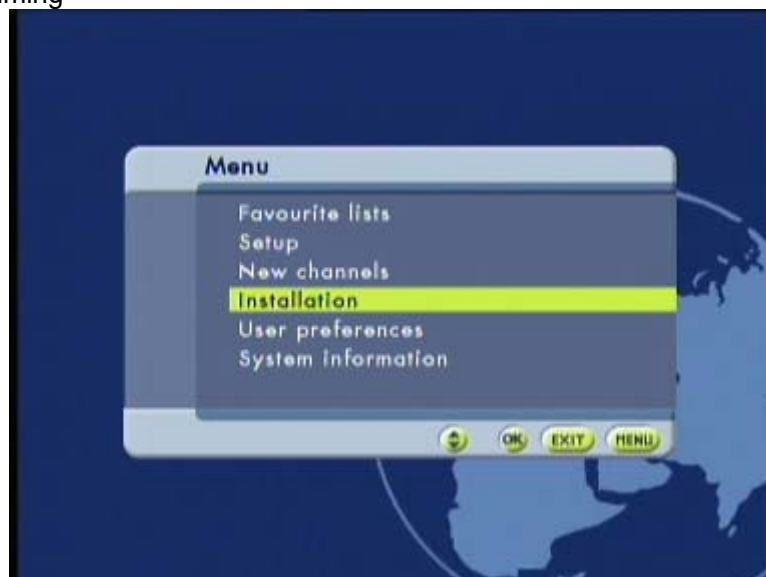 Menu
Favourite lists
Setup
New channels
Installation
User preferences
System information
OK EXIT MENU